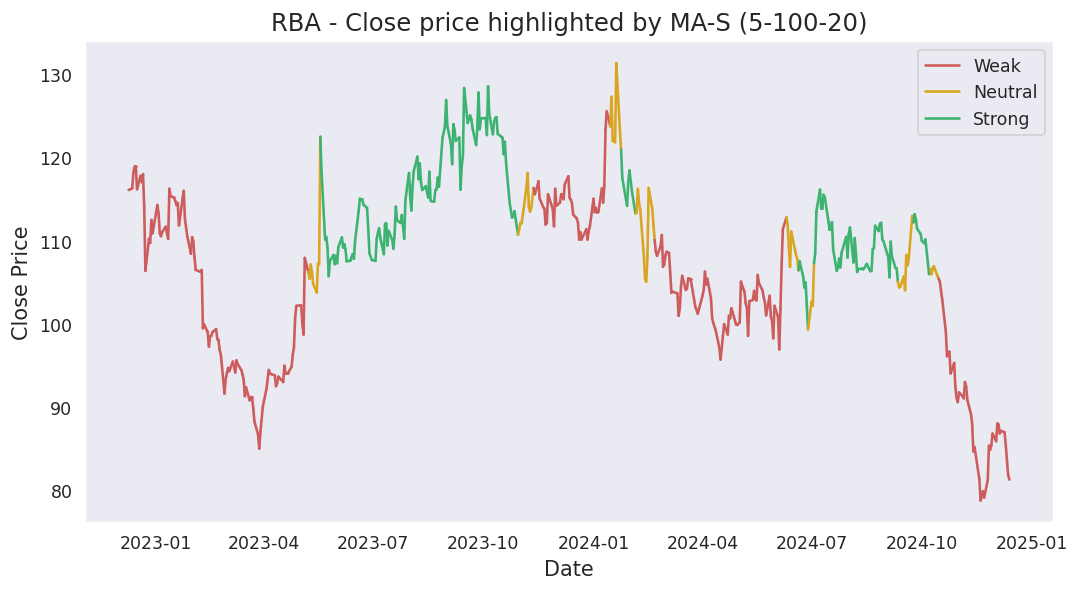 RBA - Close price highlighted by MA-S (5-100-20)
Weak
Neutral
Strong
Close Price
130
120
110
100
90
80
2023-01
2023-04
2023-07
2023-10
2024-01
2024-04
2024-07
2024-10
2025-01
Date